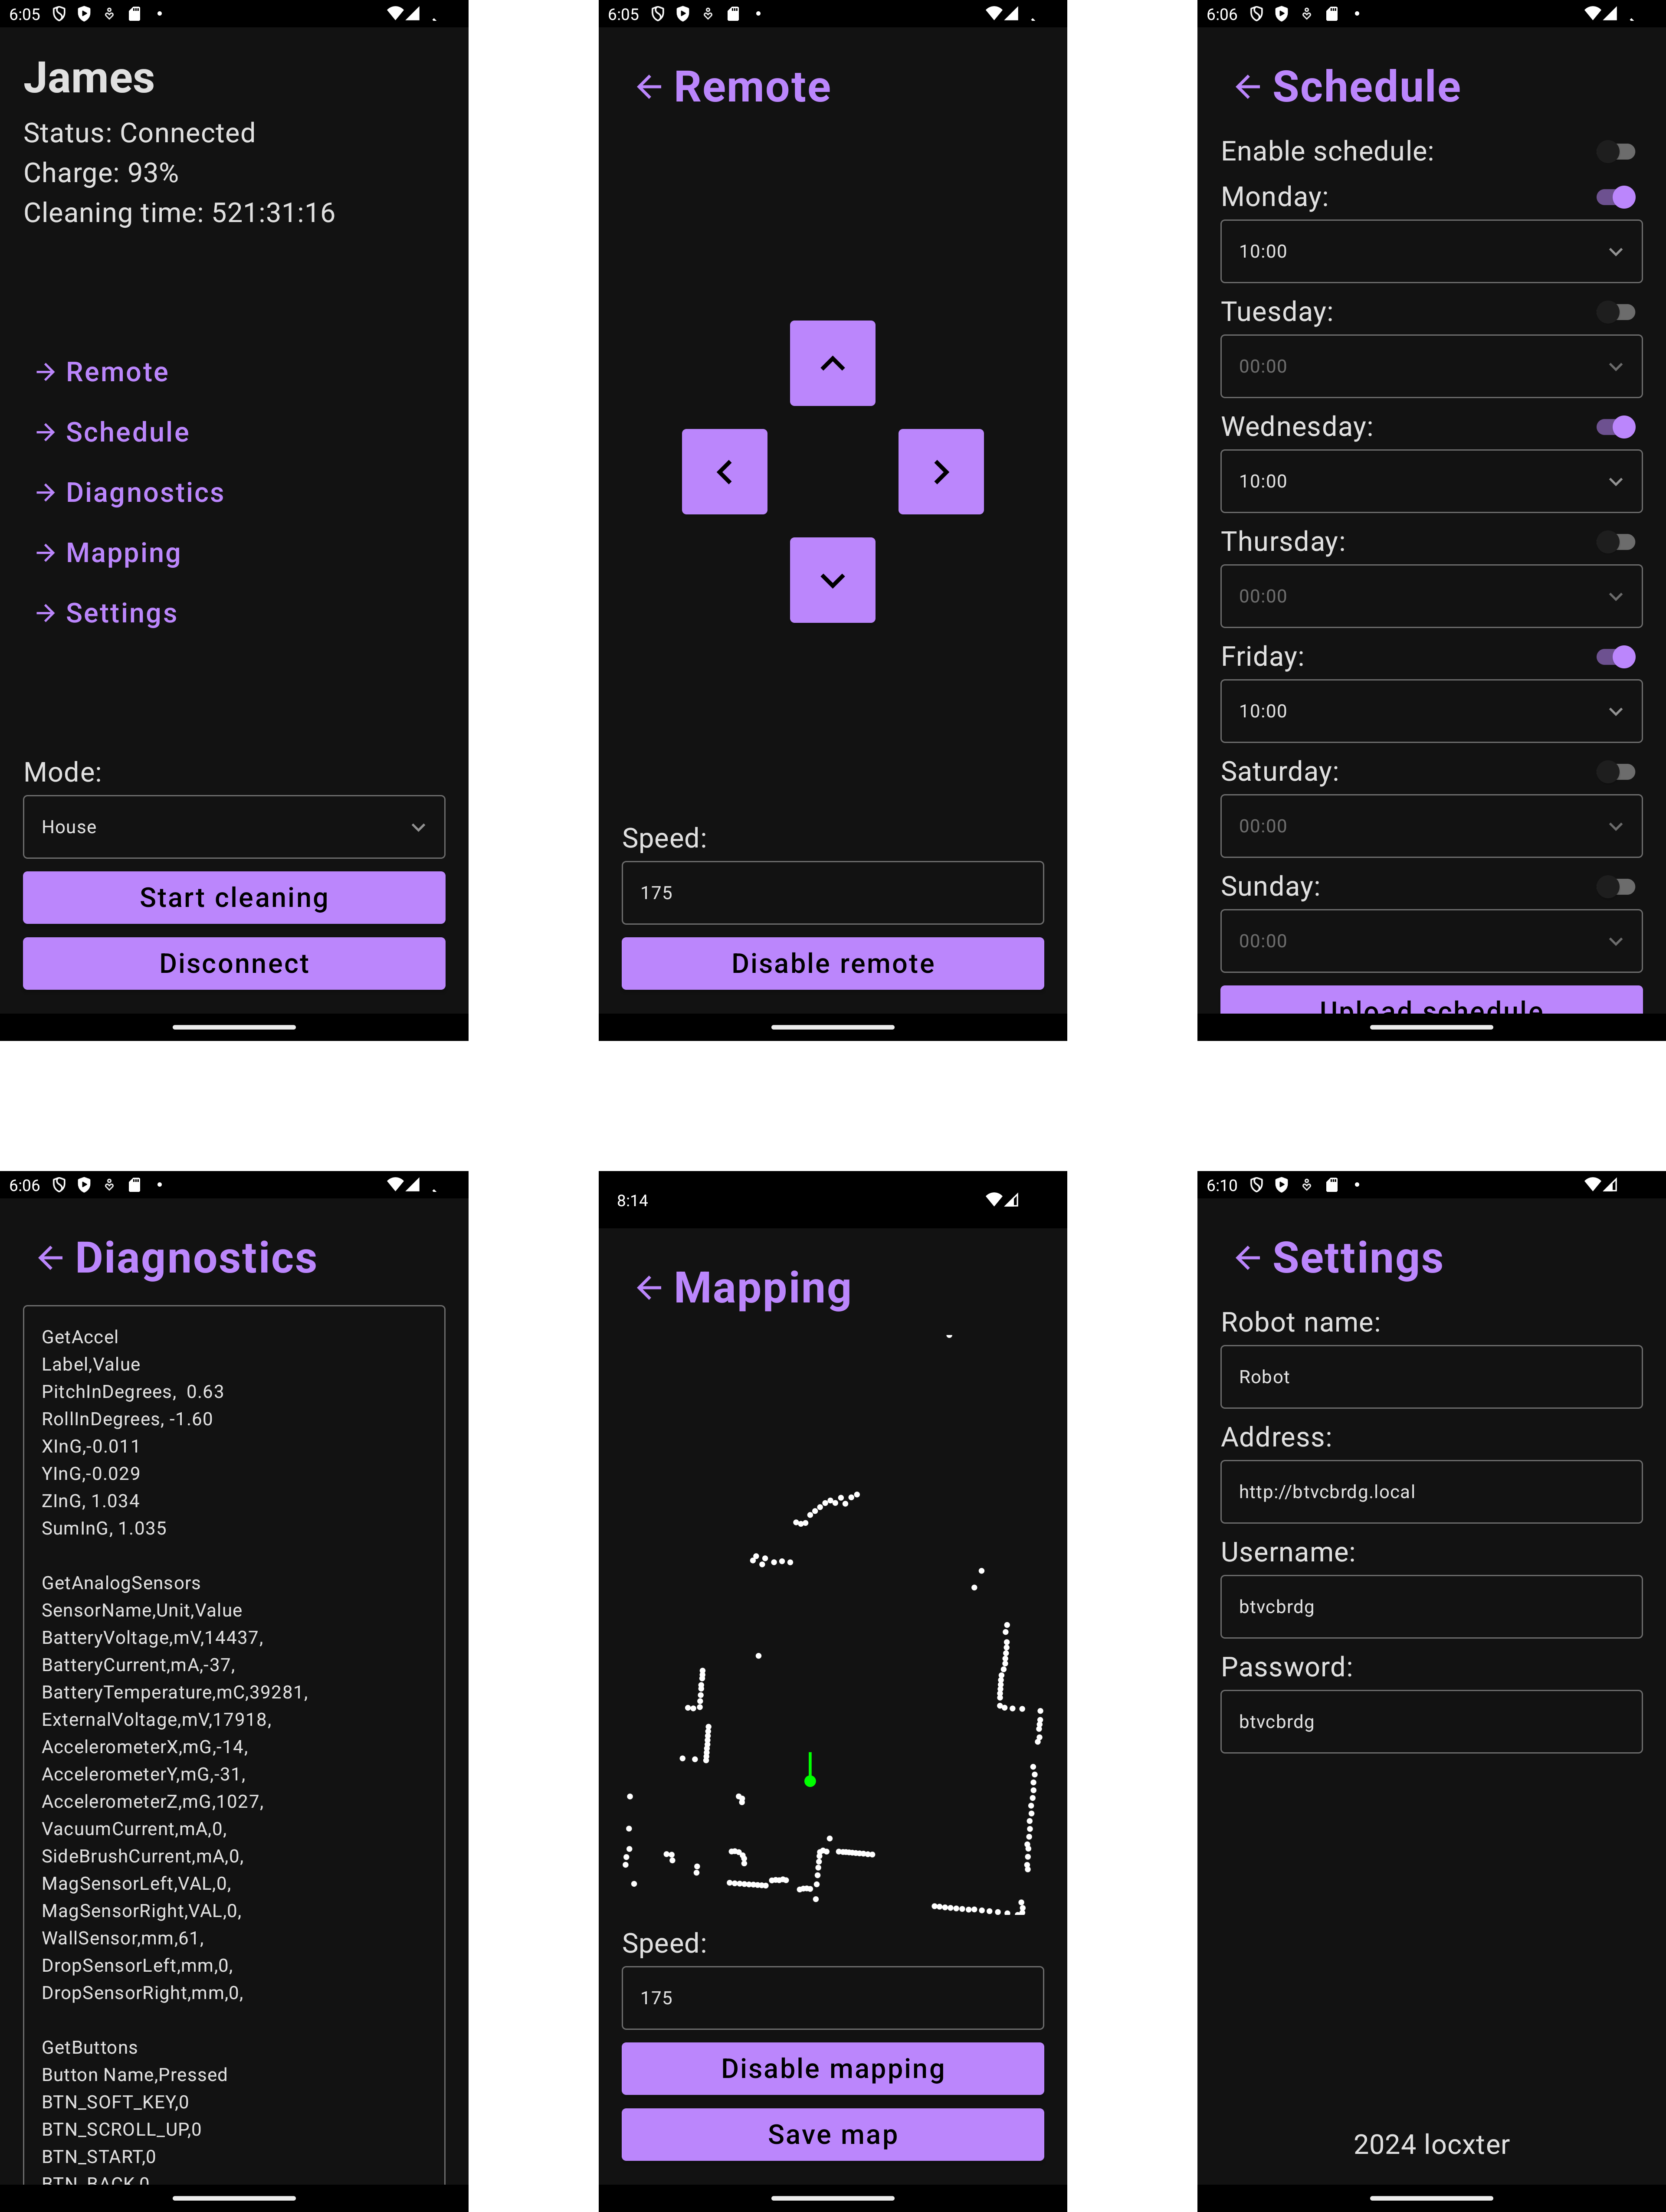 6:05
James
Status: Connected
Charge: 93%
Cleaning time: 521:31:16
Remote
Schedule
Diagnostics
Mapping
Settings
Mode:
House
Start cleaning
Disconnect
6:05
Remote
Speed:
175
Disable remote
6:06
Schedule
Enable schedule:
Monday:
10:00
Tuesday:
00:00
Wednesday:
10:00
Thursday:
00:00
Friday:
10:00
Saturday:
00:00
Sunday:
00:00
Upload schedule
6:06
Diagnostics
GetAccel
Label,Value
PitchInDegrees,  0.63
RollInDegrees, -1.60
XInG,-0.011
YInG,-0.029
ZInG, 1.034
SumInG, 1.035
GetAnalogSensors
SensorName,Unit,Value
BatteryVoltage,mV,14437,
BatteryCurrent,mA,-37,
BatteryTemperature,mC,39281,
ExternalVoltage,mV,17918,
AccelerometerX,mG,-14,
AccelerometerY,mG,-31,
AccelerometerZ,mG,1027,
VacuumCurrent,mA,0,
SideBrushCurrent,mA,0,
MagSensorLeft,VAL,0,
MagSensorRight,VAL,0,
WallSensor,mm,61,
DropSensorLeft,mm,0,
DropSensorRight,mm,0,
GetButtons
Button Name,Pressed
BTN_SOFT_KEY,0
BTN_SCROLL_UP,0
BTN_START,0
BTN_BACK,0
8:14
Mapping
Speed:
175
Disable mapping
Save map
6:10
Settings
Robot name:
Robot
Address:
http://btvcbrdg.local
Username:
btvcbrdg
Password:
btvcbrdg
2024 locxter